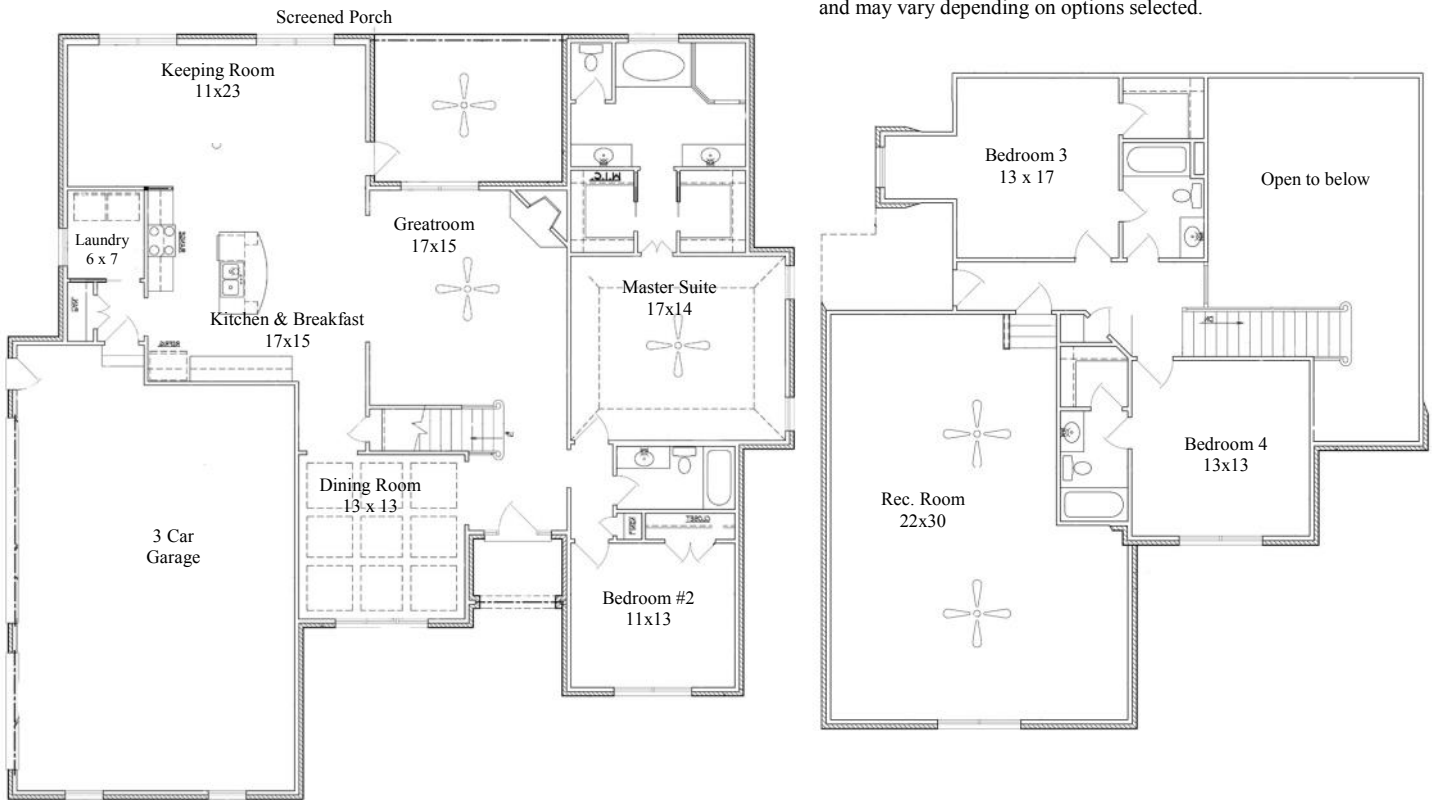 and may vary depending on options selected.
Screened Porch
Keeping Room
11x23
Greatroom
17x15
Laundry
6 x 7
Master Suite
17x14
Kitchen & Breakfast
17x15
Dining Room
13 x 13
3 Car
Garage
CLOSET
Bedroom #2
11x13
Bedroom 3
13 x 17
Open to below
Bedroom 4
13x13
Rec. Room
22x30